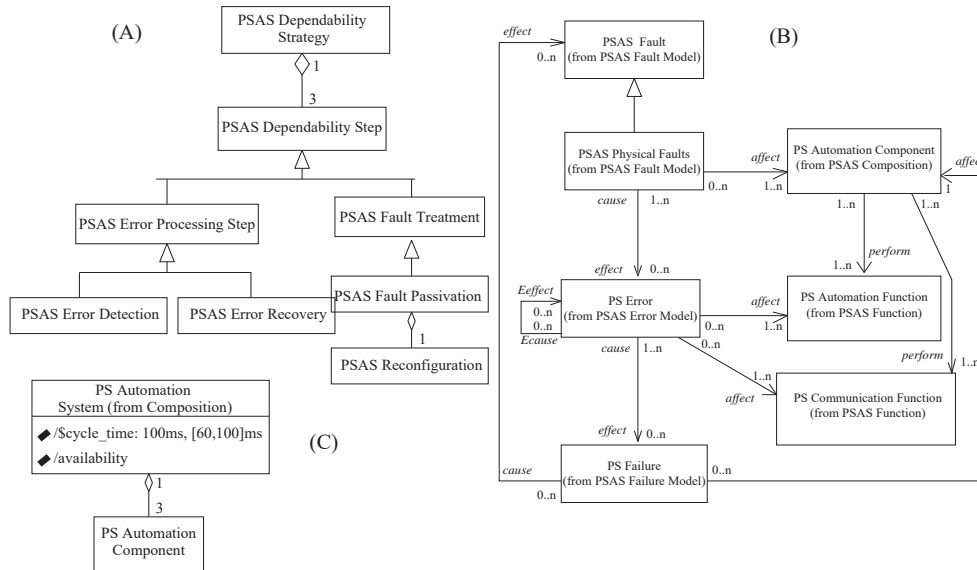 (A)
PSAS Dependability
Strategy
1
3
PSAS Dependability Step
PSAS Error Processing Step
PSAS Fault Treatment
PSAS Error Detection
PSAS Error Recovery
PSAS Fault Passivation
1
PSAS Reconfiguration
PS Automation
System (from Composition)
/$cycle_time: 100ms, [60,100]ms
/availability
(C)
1
3
PS Automation
Component
(B)
effect
0..n
PSAS Fault
(from PSAS Fault Model)
PSAS Physical Faults
(from PSAS Fault Model)
affect
0..n
1..n
PS Automation Component
(from PSAS Composition)
affect
1
cause
1..n
1..n
1..n
perform
effect
0..n
1..n
Eeffect
0..n
0..n
Ecause
PS Error
(from PSAS Error Model)
affect
0..n
1..n
PS Automation Function
(from PSAS Function)
cause
1..n
0..n
perform
1..n
1..n
affect
PS Communication Function
(from PSAS Function)
effect
0..n
cause
0..n
PS Failure
(from PSAS Failure Model)
0..n